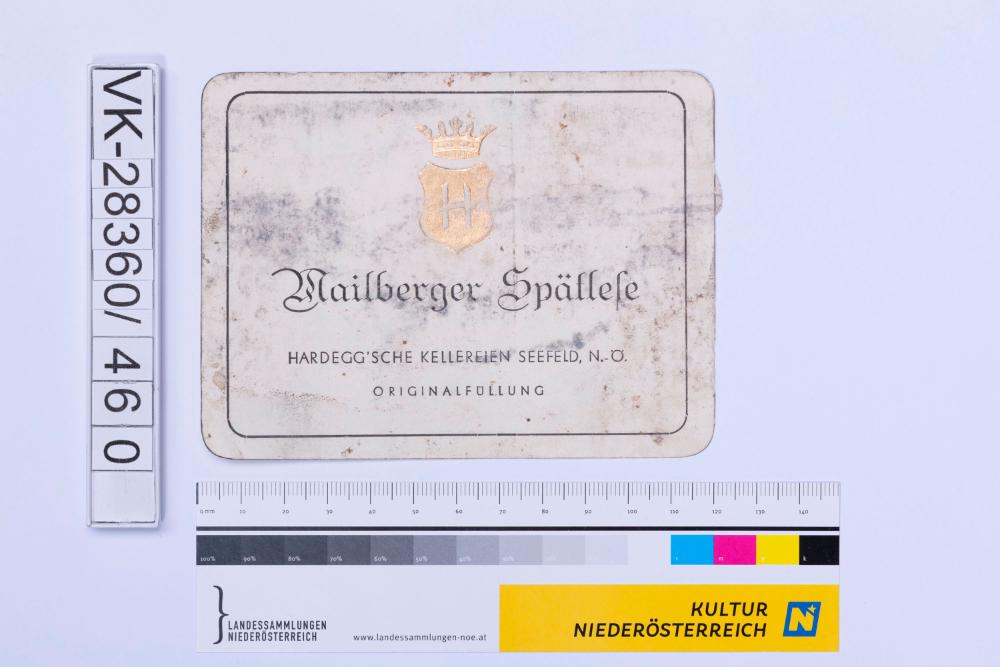 VK-28360/460
H
Mailberger Spätlese
HARDEGG'SCHE KELLEREIEN SEEFELD, N.-Ö.
ORIGINALFÜLLUNG
0 mm 10 20 30 40 50 60 70 80 90 100 110 120 130 140
100% 90% 80% 70% 60% 50% 40% c m y k
LANDESSAMMLUNGEN
NIEDERÖSTERREICH
www.landessammlungen-noe.at
KULTUR
NIEDERÖSTERREICH
N